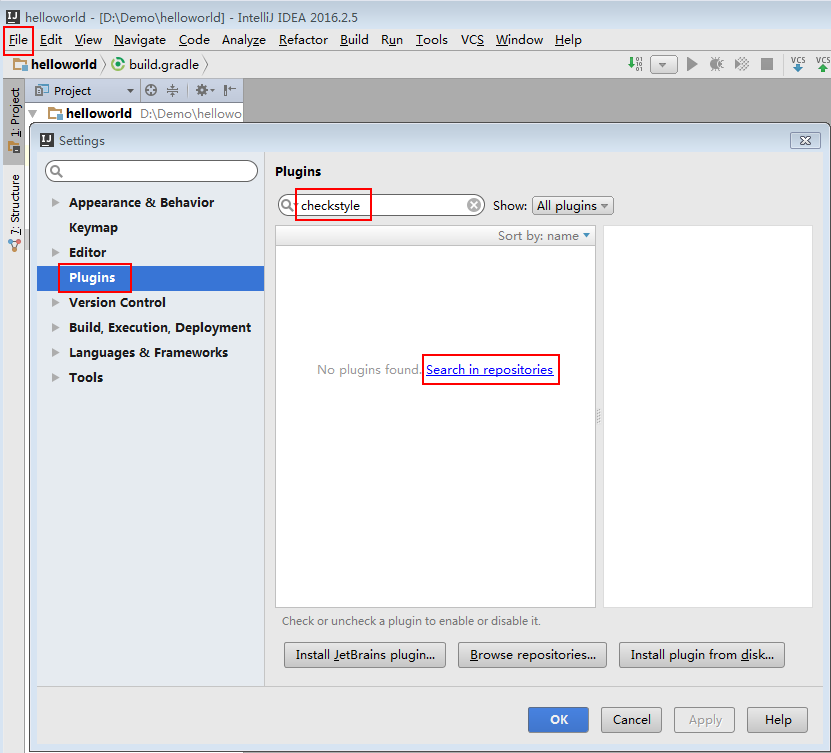 helloworld - [D:\Demo\helloworld] - IntelliJ IDEA 2016.2.5
File Edit View Navigate Code Analyze Refactor Build Run Tools VCS Window Help
helloworld build.gradle VCS VCS
1: Project
Project
helloworld D:\Demo\hellowo
7: Structure
Settings
Appearance & Behavior
Keymap
Editor
Plugins
Version Control
Build, Execution, Deployment
Languages & Frameworks
Tools
Plugins
checkstyle Show: All plugins
Sort by: name
No plugins found. Search in repositories
Check or uncheck a plugin to enable or disable it.
Install JetBrains plugin... Browse repositories... Install plugin from disk...
OK Cancel Apply Help